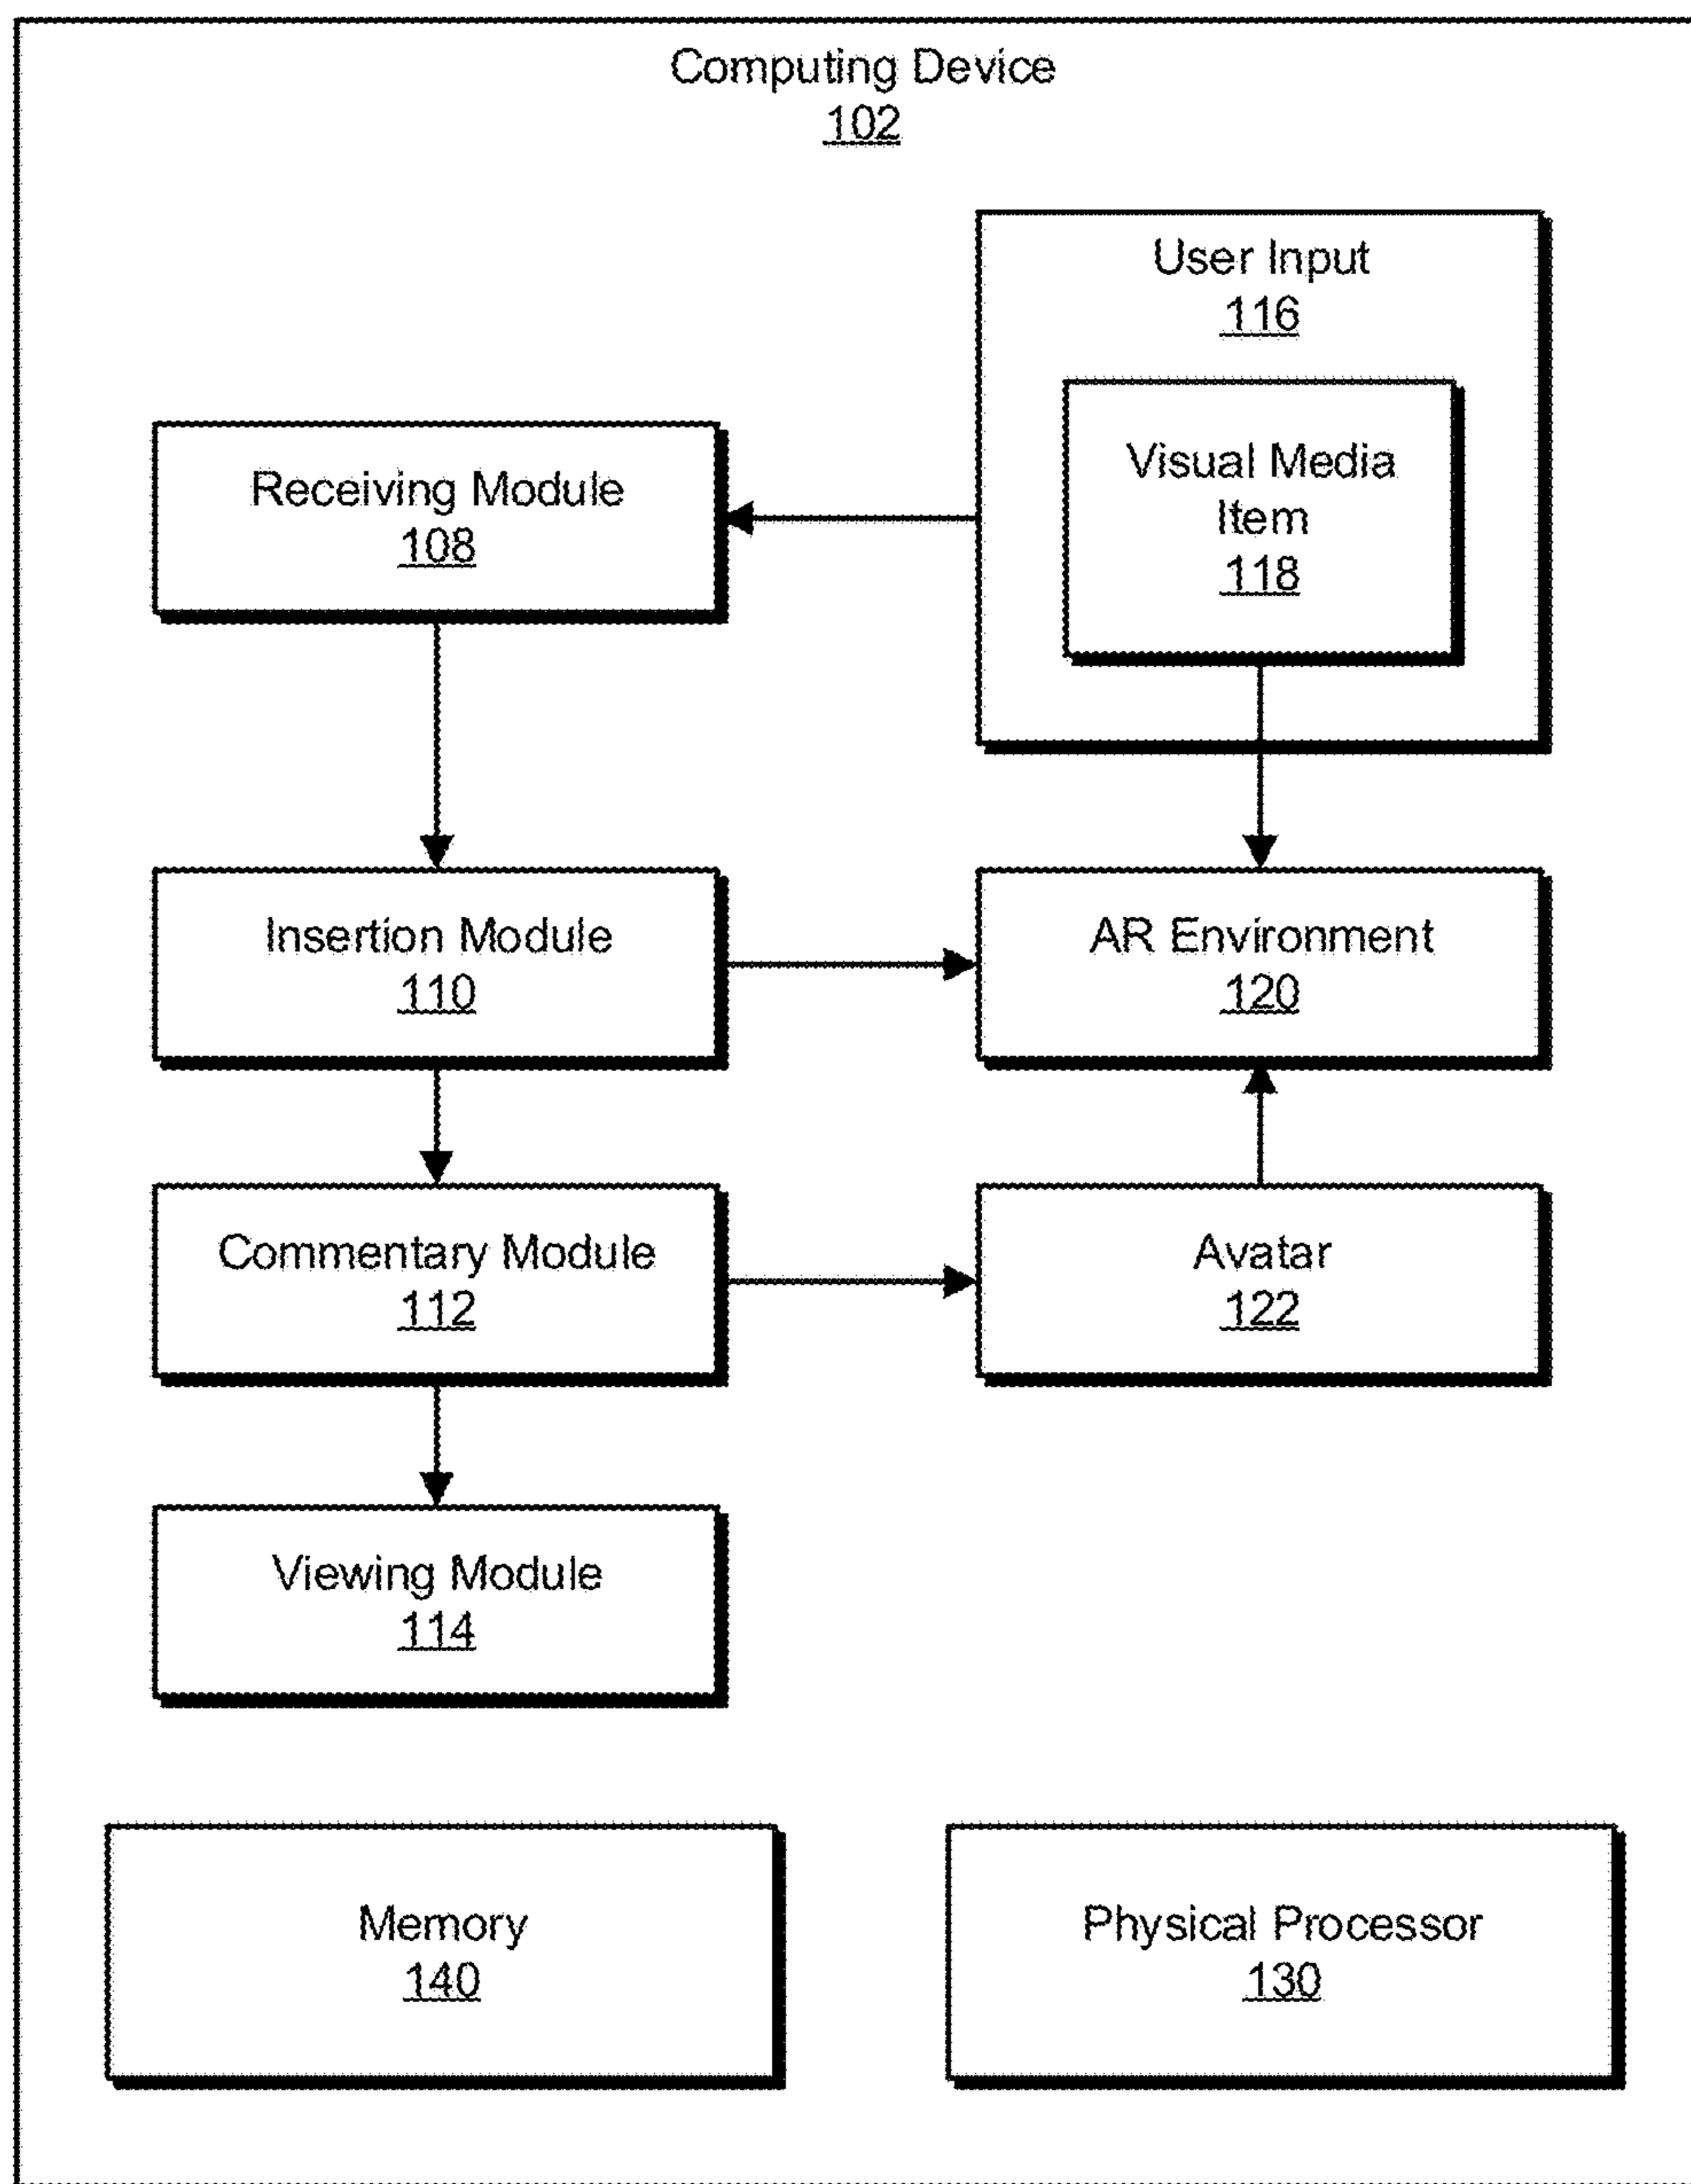 Computing Device
102
User Input
116
Visual Media
Item
118
Receiving Module
108
Insertion Module
110
AR Environment
120
Commentary Module
112
Avatar
122
Viewing Module
114
Memory
140
Physical Processor
130